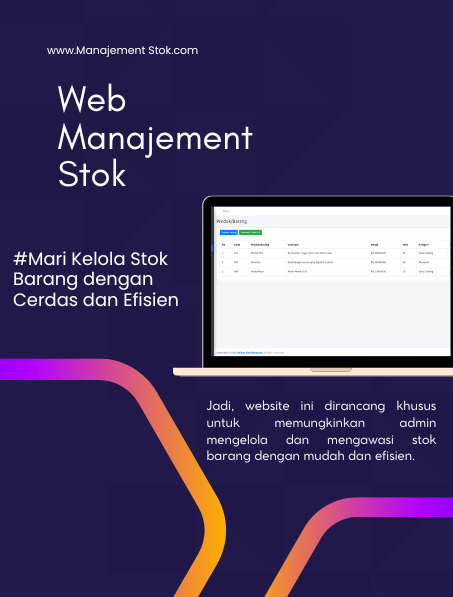 www.Manajement Stok.com
Web
Manajement
Stok
#Mari Kelola Stok
Barang dengan
Cerdas dan Efisien
Produk/Barang
Jadi, website ini dirancang khusus
untuk memungkinkan admin
mengelola dan mengawasi stok
barang dengan mudah dan efisien.